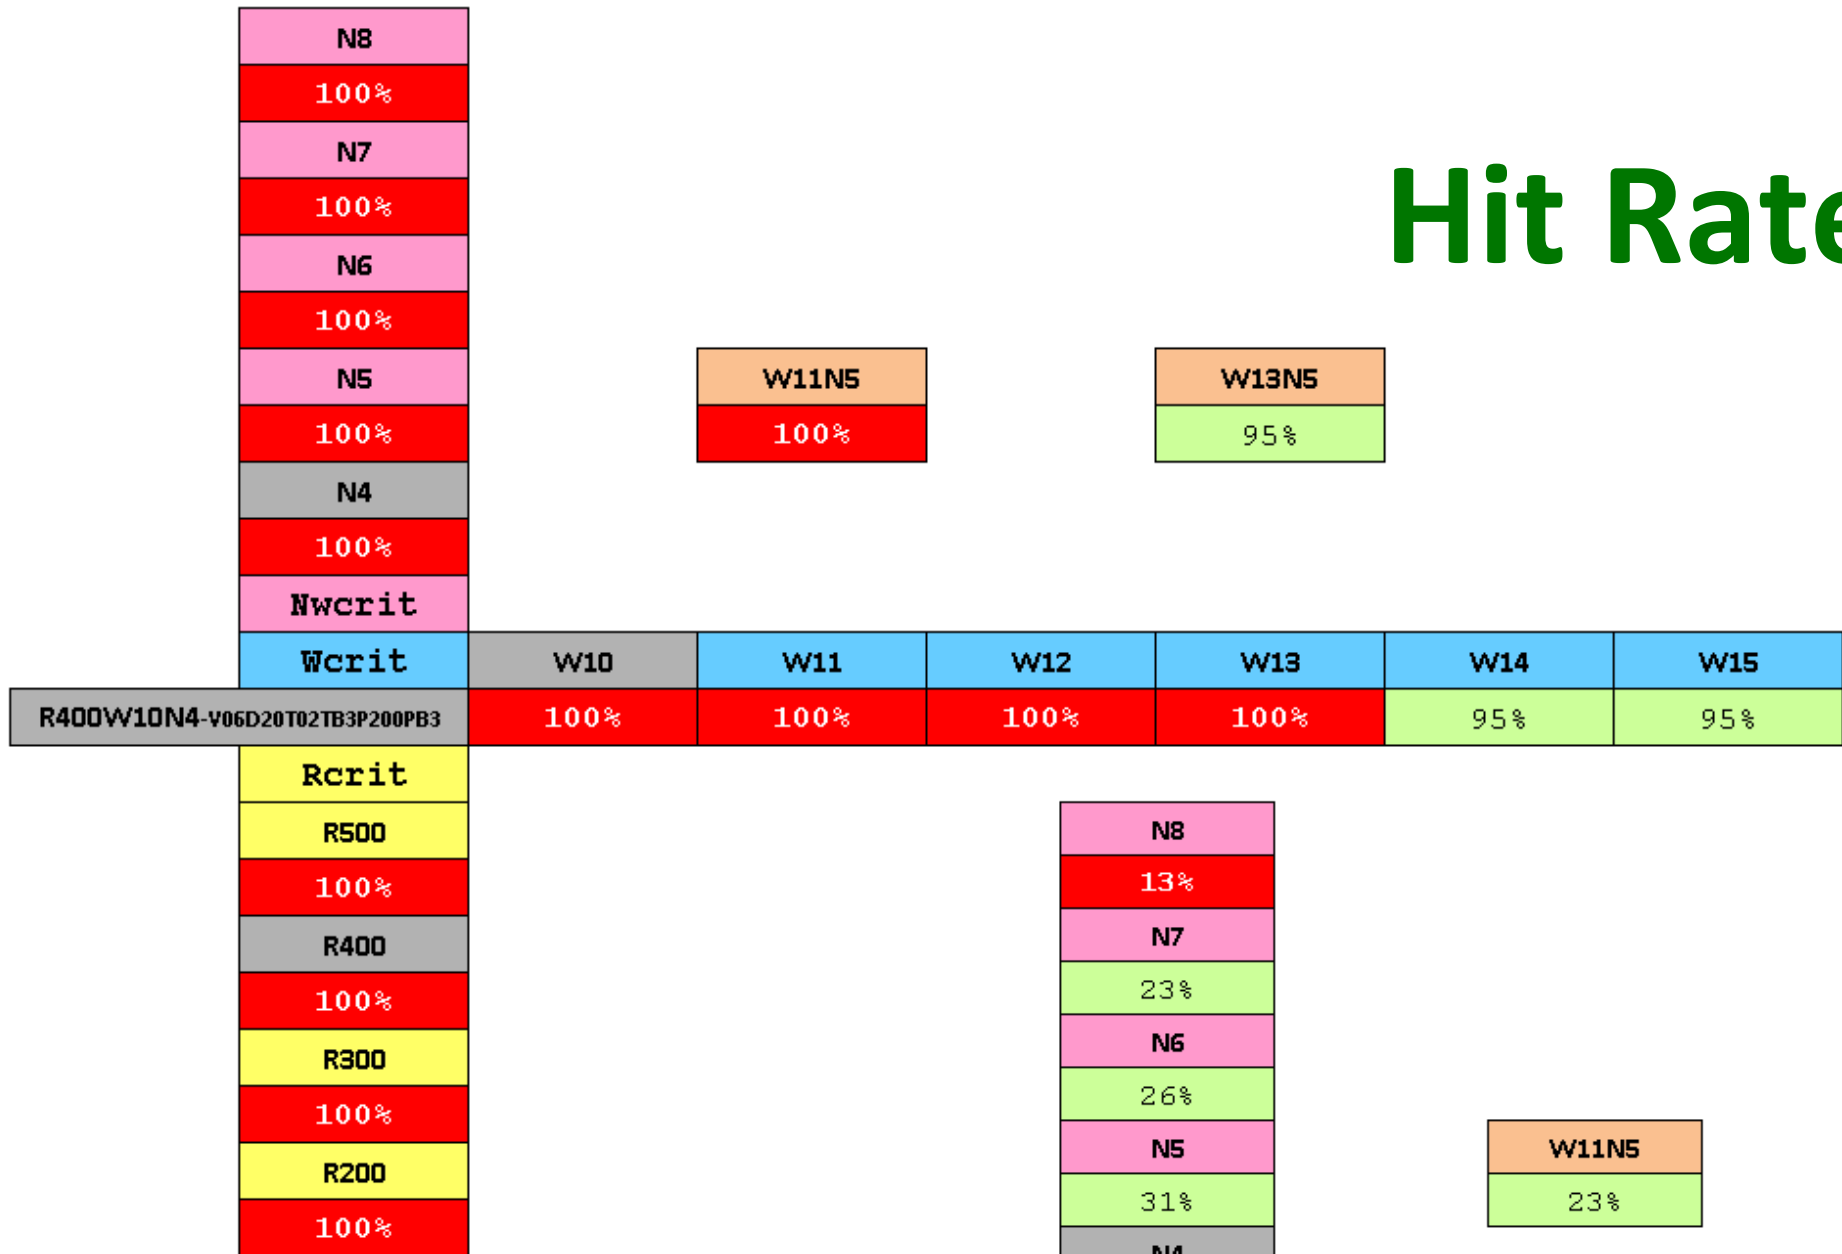 N8
100%
N7
100%
Hit Rate
N6
100%
N5 W11N5 W13N5
100% 100% 95%
N4
100%
Nwcrit
Wcrit W10 W11 W12 W13 W14 W15
R400W10N4-V06D20T02TB3P200PB3 100% 100% 100% 100% 95% 95%
Rcrit
R500
100%
R400
100%
R300
100%
R200
100%
N8
13%
N7
23%
N6
26%
N5 W11N5
31% 23%
N4